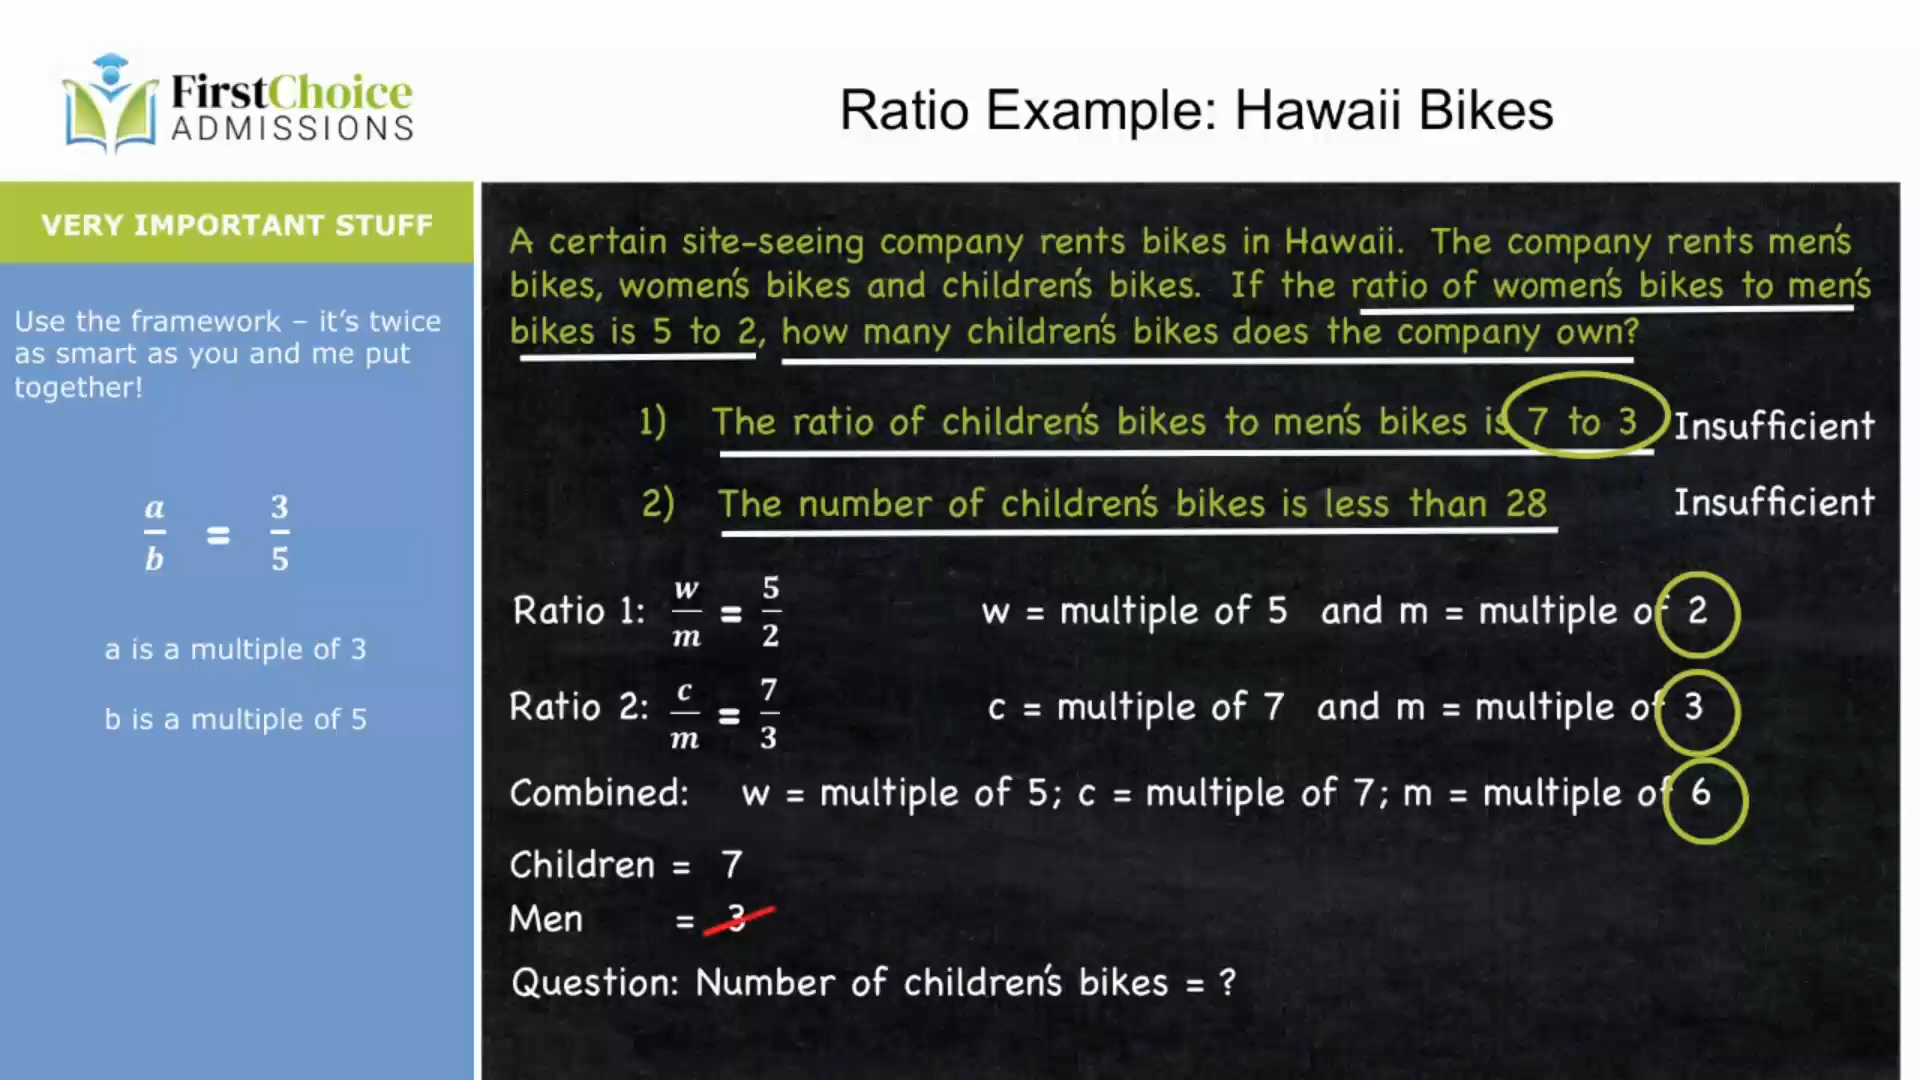 FirstChoice
ADMISSIONS
Ratio Example: Hawaii Bikes
VERY IMPORTANT STUFF
Use the framework – it's twice
as smart as you and me put
together!
a/b = 3/5
a is a multiple of 3
b is a multiple of 5
A certain site-seeing company rents bikes in Hawaii. The company rents men's
bikes, women's bikes and children's bikes. If the ratio of women's bikes to men's
bikes is 5 to 2, how many children's bikes does the company own?
1) The ratio of children's bikes to men's bikes is 7 to 3 Insufficient
2) The number of children's bikes is less than 28 Insufficient
Ratio 1: w/m = 5/2 w = multiple of 5 and m = multiple of 2
Ratio 2: c/m = 7/3 c = multiple of 7 and m = multiple of 3
Combined: w = multiple of 5; c = multiple of 7; m = multiple of 6
Children = 7
Men = 3
Question: Number of children's bikes = ?